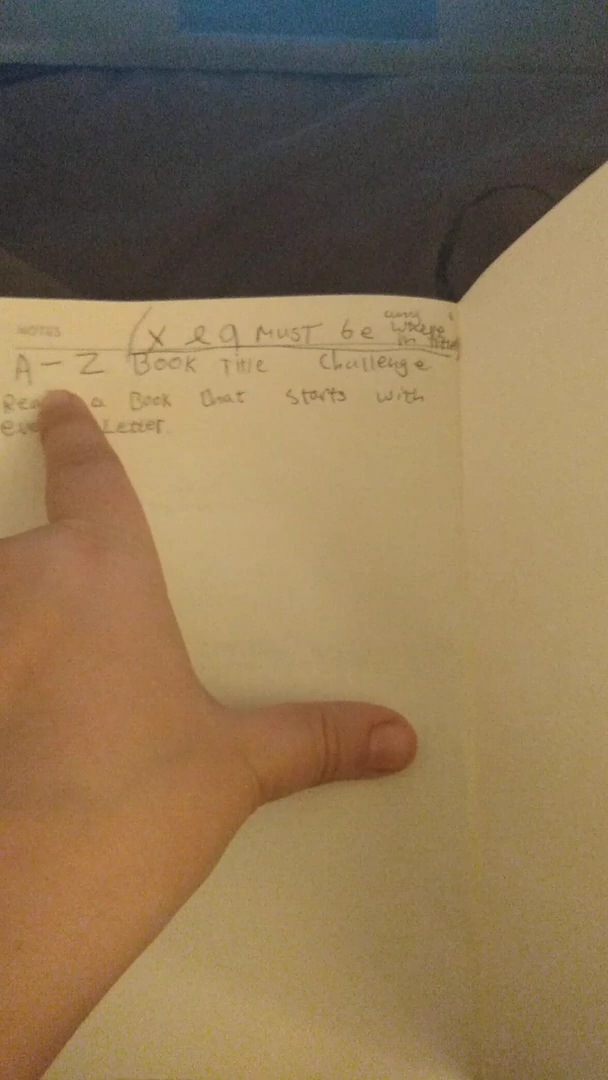 NOTES
(X & Q MUST be any where in title)
A - Z Book Title Challenge
a Book that starts with
Letter.